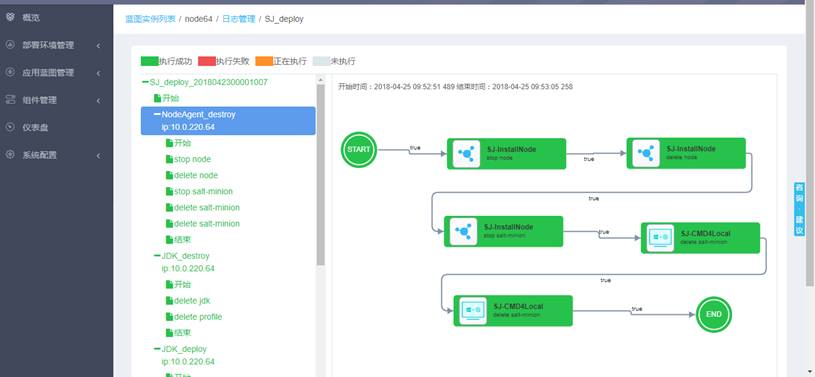 概览
部署环境管理
应用蓝图管理
组件管理
仪表盘
系统配置
蓝图实例列表 / node64 / 日志管理 / SJ_deploy
执行成功 执行失败 正在执行 未执行
SJ_deploy_2018042300001007
开始
NodeAgent_destroy
ip:10.0.220.64
开始
stop node
delete node
stop salt-minion
delete salt-minion
delete salt-minion
结束
JDK_destroy
ip:10.0.220.64
开始
delete jdk
delete profile
结束
JDK_deploy
ip:10.0.220.64
开始时间：2018-04-25 09:52:51 489 结束时间：2018-04-25 09:53:05 258
START
true
SJ-InstallNode
stop node
true
SJ-InstallNode
delete node
true
SJ-InstallNode
stop salt-minion
true
SJ-CMD4Local
delete salt-minion
true
SJ-CMD4Local
delete salt-minion
true
END
咨询·建议